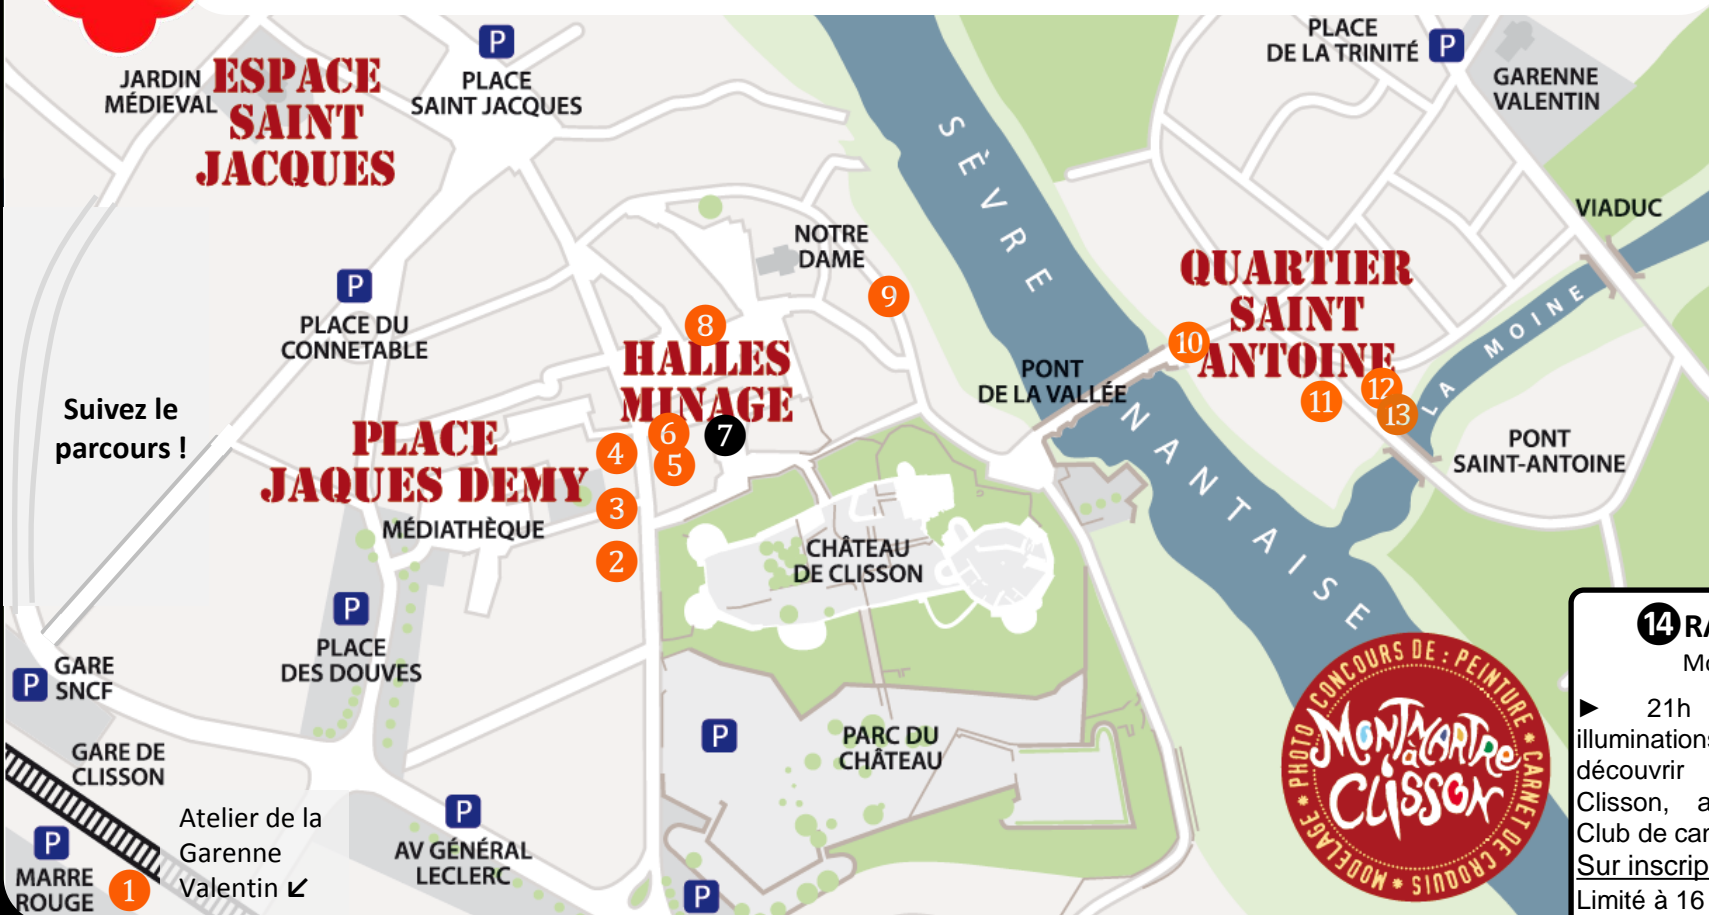 P
PLACE
SAINT JACQUES
JARDIN
MÉDIEVAL
ESPACE
SAINT
JACQUES
PLACE
DE LA TRINITÉ
P
GARENNE
VALENTIN
VIADUC
SÈVRE
NANTAISE
NOTRE
DAME
9
P
PLACE DU
CONNETABLE
8
HALLES
MINAGE
QUARTIER
SAINT
ANTOINE
10
11
12
13
LA MOINE
PONT
DE LA VALLÉE
PONT
SAINT-ANTOINE
Suivez le
parcours !
PLACE
JAQUES DEMY
MÉDIATHÈQUE
4
6
7
5
3
2
CHÂTEAU
DE CLISSON
P
PLACE
DES DOUVES
P
GARE
SNCF
GARE DE
CLISSON
P
PARC DU
CHÂTEAU
P
MARRE
ROUGE
1
Atelier de la
Garenne
Valentin ↙
P
AV GÉNÉRAL
LECLERC
P
CONCOURS DE : PEINTURE * CARNET DE CROQUIS * MODELAGE * PHOTO
MONTMARTRE
à
CLISSON
14 RA
Mo
► 21h
illuminations
découvrir
Clisson, a
Club de can
Sur inscrip
Limité à 16